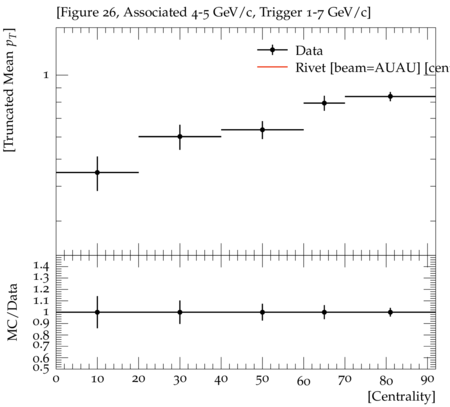 [Figure 26, Associated 4-5 GeV/c, Trigger 1-7 GeV/c]
[Truncated Mean pT]
1
Data
Rivet [beam=AUAU] [cen
MC/Data
1.4
1.3
1.2
1.1
1
0.9
0.8
0.7
0.6
0.5
0 10 20 30 40 50 60 70 80 90
[Centrality]